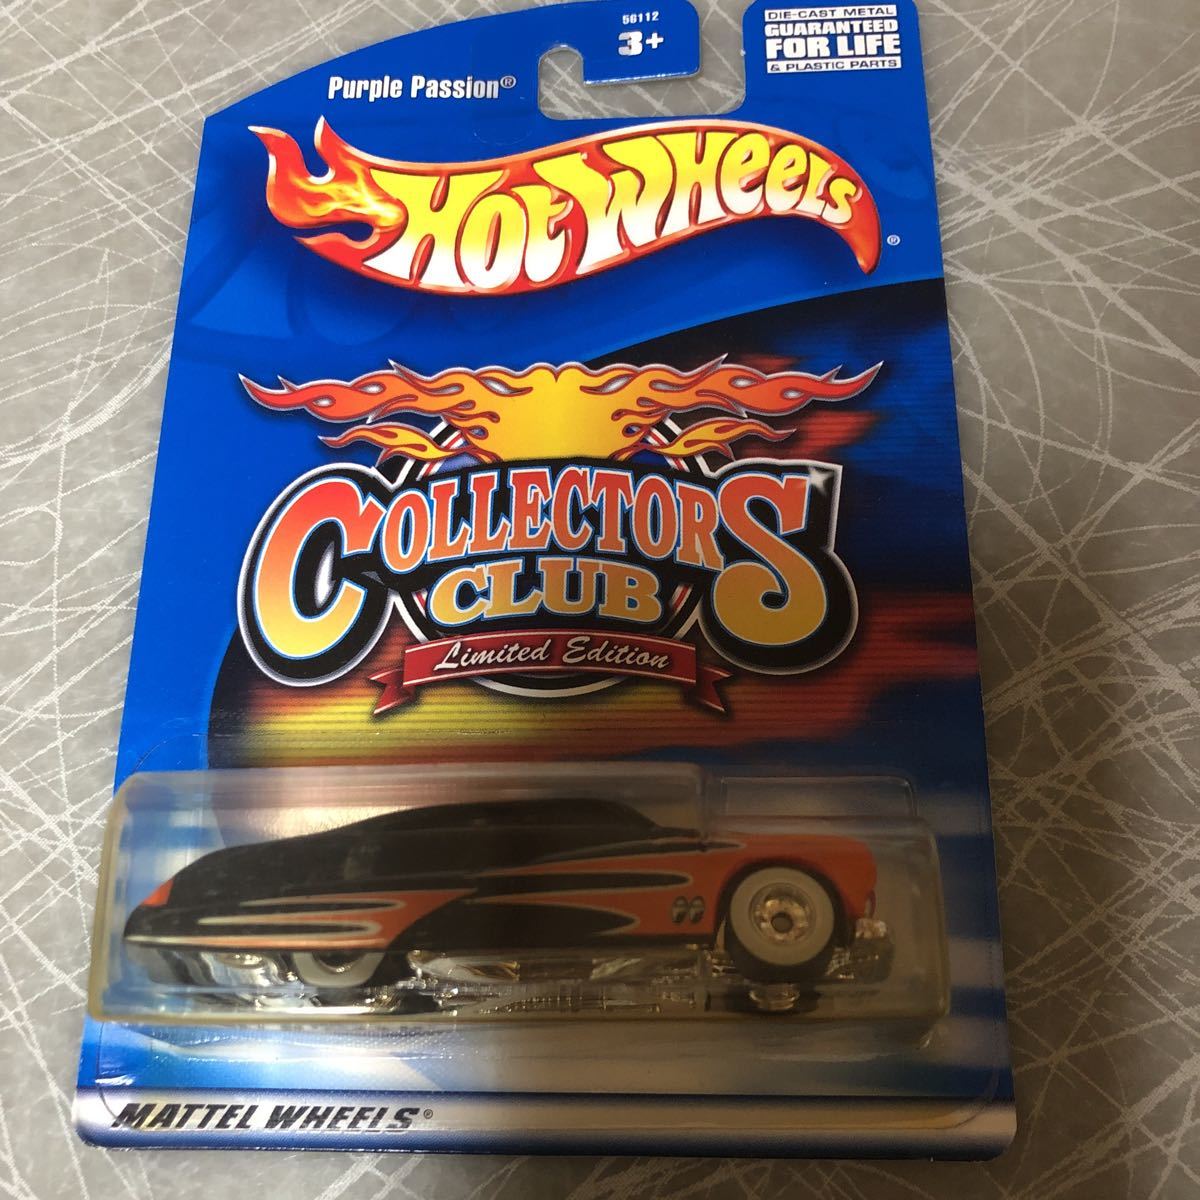 56112
3+
DIE-CAST METAL
GUARANTEED
FOR LIFE
& PLASTIC PARTS
Purple Passion®
Hot Wheels®
COLLECTORS
CLUB
Limited Edition
MATTEL WHEELS®